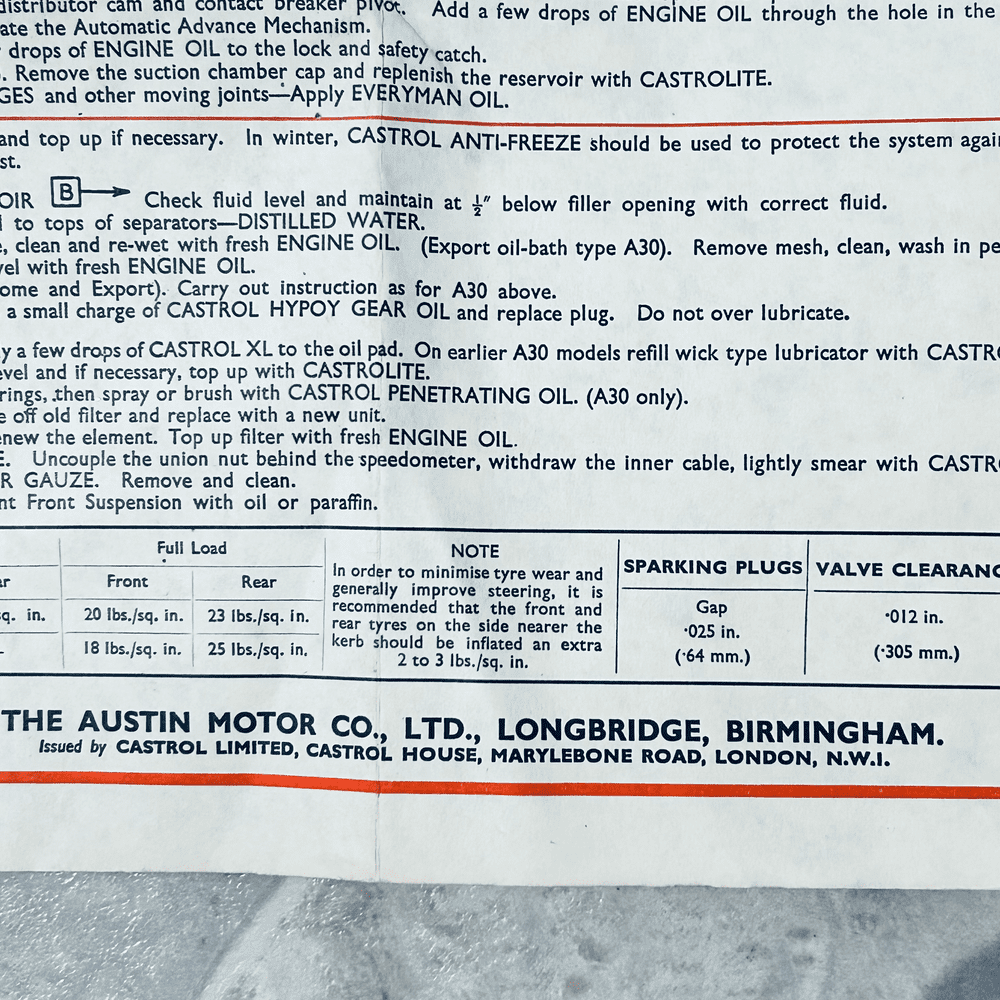 distributor cam and contact breaker pivot. Add a few drops of ENGINE OIL through the hole in the
ate the Automatic Advance Mechanism.
drops of ENGINE OIL to the lock and safety catch.
. Remove the suction chamber cap and replenish the reservoir with CASTROLITE.
GES and other moving joints—Apply EVERYMAN OIL.
and top up if necessary. In winter, CASTROL ANTI-FREEZE should be used to protect the system again
st.
OIR B Check fluid level and maintain at ½" below filler opening with correct fluid.
l to tops of separators—DISTILLED WATER.
e, clean and re-wet with fresh ENGINE OIL. (Export oil-bath type A30). Remove mesh, clean, wash in pe
vel with fresh ENGINE OIL.
ome and Export). Carry out instruction as for A30 above.
a small charge of CASTROL HYPOY GEAR OIL and replace plug. Do not over lubricate.
y a few drops of CASTROL XL to the oil pad. On earlier A30 models refill wick type lubricator with CASTRO
evel and if necessary, top up with CASTROLITE.
rings, then spray or brush with CASTROL PENETRATING OIL. (A30 only).
e off old filter and replace with a new unit.
enew the element. Top up filter with fresh ENGINE OIL.
E. Uncouple the union nut behind the speedometer, withdraw the inner cable, lightly smear with CASTRO
R GAUZE. Remove and clean.
nt Front Suspension with oil or paraffin.
Full Load
ar Front Rear
sq. in. 20 lbs./sq. in. 23 lbs./sq. in.
18 lbs./sq. in. 25 lbs./sq. in.
NOTE
In order to minimise tyre wear and
generally improve steering, it is
recommended that the front and
rear tyres on the side nearer the
kerb should be inflated an extra
2 to 3 lbs./sq. in.
SPARKING PLUGS
Gap
·025 in.
(·64 mm.)
VALVE CLEARANC
·012 in.
(·305 mm.)
THE AUSTIN MOTOR CO., LTD., LONGBRIDGE, BIRMINGHAM.
Issued by CASTROL LIMITED, CASTROL HOUSE, MARYLEBONE ROAD, LONDON, N.W.1.